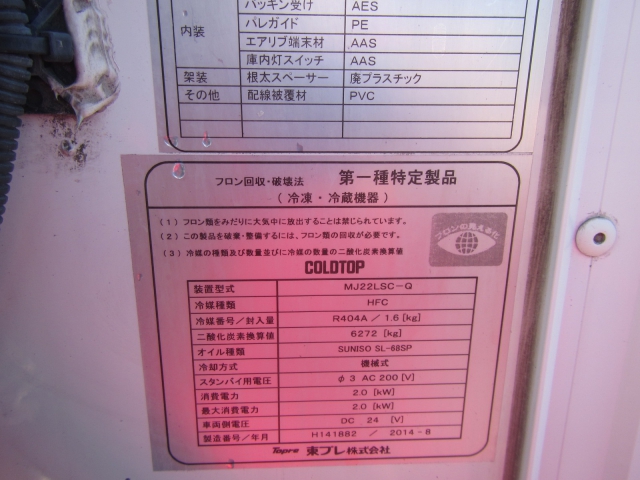 パッキン受け AES
内装 パレガイド PE
エアリブ端末材 AAS
庫内灯スイッチ AAS
架装 根太スペーサー 廃プラスチック
その他 配線被覆材 PVC
フロン回収・破壊法 第一種特定製品
(冷凍・冷蔵機器)
(1)フロン類をみだりに大気中に放出することは禁じられています。
(2)この製品を破棄・整備するには、フロン類の回収が必要です。
(3)冷媒の種類及び数量並びに冷媒の数量の二酸化炭素換算値
フロンの見える化
COLDTOP
装置型式 MJ22LSC-Q
冷媒種類 HFC
冷媒番号/封入量 R404A / 1.6 [kg]
二酸化炭素換算値 6272 [kg]
オイル種類 SUNISO SL-68SP
冷却方式 機械式
スタンバイ用電圧 φ3 AC 200 [V]
消費電力 2.0 [kW]
最大消費電力 2.0 [kW]
車両側電圧 DC 24 [V]
製造番号/年月 H141882 / 2014-8
Topre 東プレ株式会社